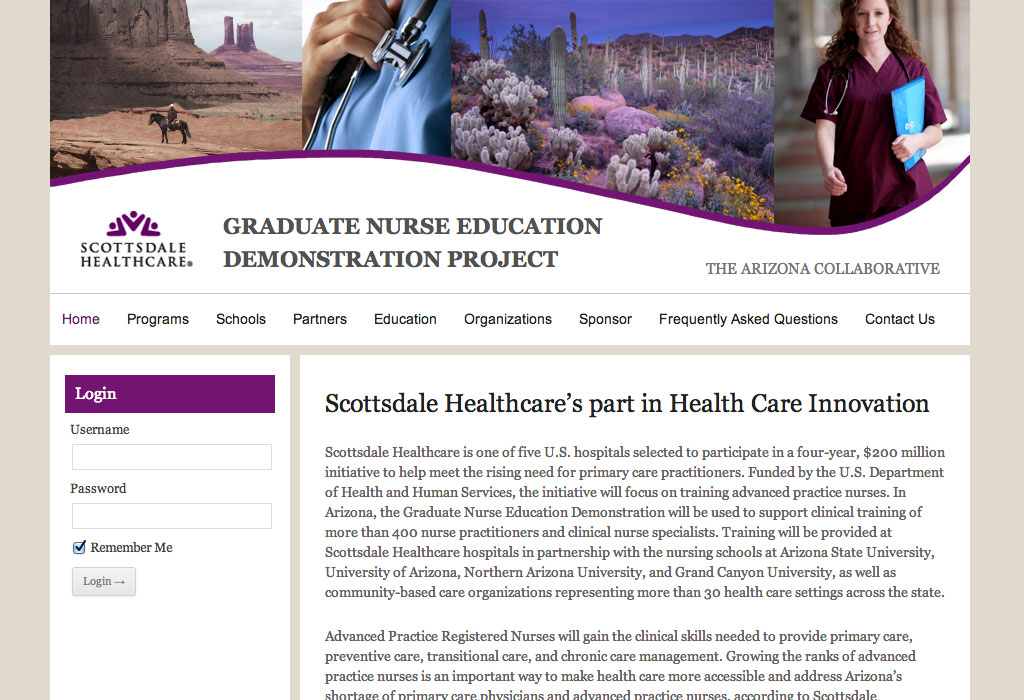 GRADUATE NURSE EDUCATION
DEMONSTRATION PROJECT
SCOTTSDALE
HEALTHCARE®
THE ARIZONA COLLABORATIVE
Home Programs Schools Partners Education Organizations Sponsor Frequently Asked Questions Contact Us
Login
Username
Password
Remember Me
Login →
Scottsdale Healthcare’s part in Health Care Innovation
Scottsdale Healthcare is one of five U.S. hospitals selected to participate in a four-year, $200 million
initiative to help meet the rising need for primary care practitioners. Funded by the U.S. Department
of Health and Human Services, the initiative will focus on training advanced practice nurses. In
Arizona, the Graduate Nurse Education Demonstration will be used to support clinical training of
more than 400 nurse practitioners and clinical nurse specialists. Training will be provided at
Scottsdale Healthcare hospitals in partnership with the nursing schools at Arizona State University,
University of Arizona, Northern Arizona University, and Grand Canyon University, as well as
community-based care organizations representing more than 30 health care settings across the state.
Advanced Practice Registered Nurses will gain the clinical skills needed to provide primary care,
preventive care, transitional care, and chronic care management. Growing the ranks of advanced
practice nurses is an important way to make health care more accessible and address Arizona’s
shortage of primary care physicians and advanced practice nurses, according to Scottsdale